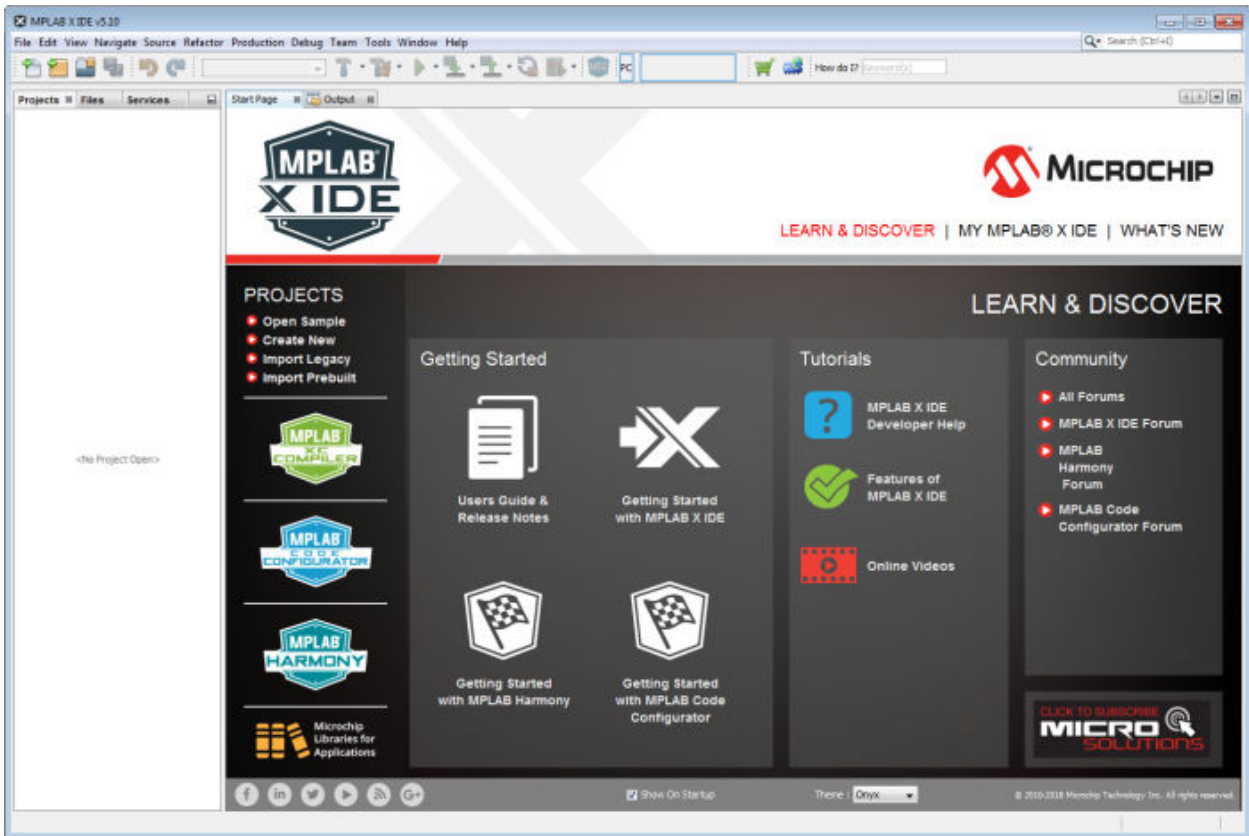 MPLAB X IDE v5.10
File Edit View Navigate Source Refactor Production Debug Team Tools Window Help
Search (Ctrl+I)
PC
How do I? Keyword(s)
Projects Files Services
Start Page Output
MPLAB®
X IDE
MICROCHIP
LEARN & DISCOVER | MY MPLAB® X IDE | WHAT'S NEW
PROJECTS
Open Sample
Create New
Import Legacy
Import Prebuilt
MPLAB
XC
COMPILER
MPLAB
CODE
CONFIGURATOR
MPLAB
HARMONY
Microchip
Libraries for
Applications
<No Project Open>
LEARN & DISCOVER
Getting Started
Users Guide &
Release Notes
Getting Started
with MPLAB X IDE
Getting Started
with MPLAB Harmony
Getting Started
with MPLAB Code
Configurator
Tutorials
MPLAB X IDE
Developer Help
Features of
MPLAB X IDE
Online Videos
Community
All Forums
MPLAB X IDE Forum
MPLAB
Harmony
Forum
MPLAB Code
Configurator Forum
CLICK TO SUBSCRIBE
MICRO
SOLUTIONS
Show On Startup
Theme : Onyx
© 2010-2018 Microchip Technology Inc. All rights reserved.